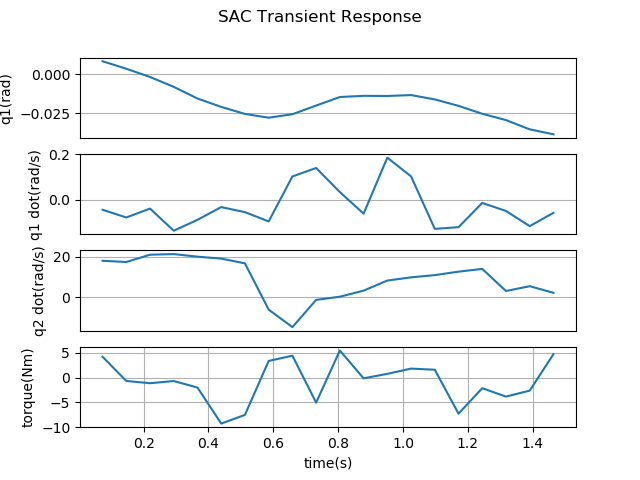 SAC Transient Response
q1(rad)
0.000
−0.025
q1 dot(rad/s)
0.2
0.0
q2 dot(rad/s)
20
0
torque(Nm)
5
0
−5
−10
0.2 0.4 0.6 0.8 1.0 1.2 1.4
time(s)